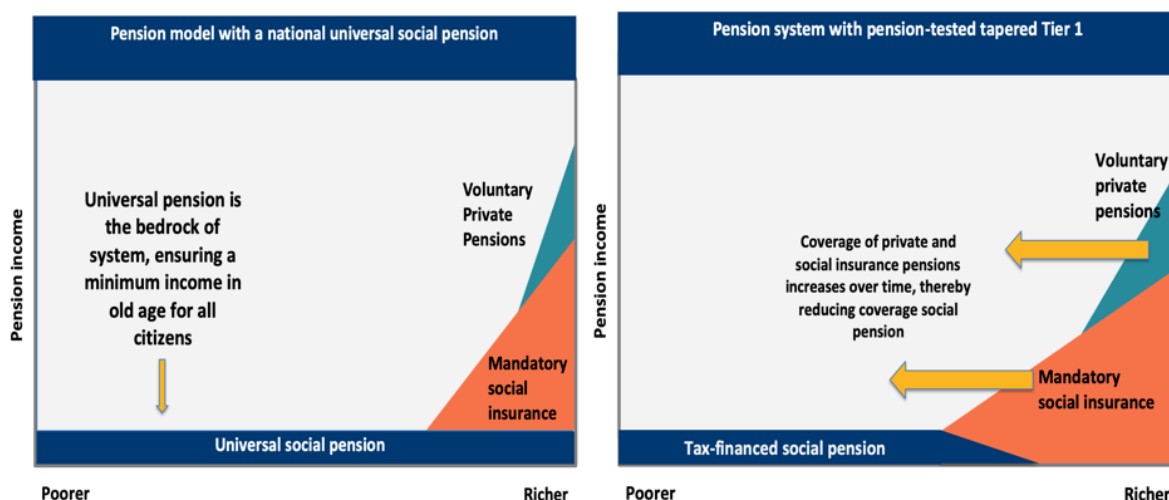 Pension model with a national universal social pension
Pension income
Universal pension is
the bedrock of
system, ensuring a
minimum income in
old age for all
citizens
Voluntary
Private
Pensions
Mandatory
social
insurance
Universal social pension
Poorer
Richer
Pension system with pension-tested tapered Tier 1
Pension income
Coverage of private and
social insurance pensions
increases over time, thereby
reducing coverage social
pension
Voluntary
private
pensions
Mandatory
social insurance
Tax-financed social pension
Poorer
Richer